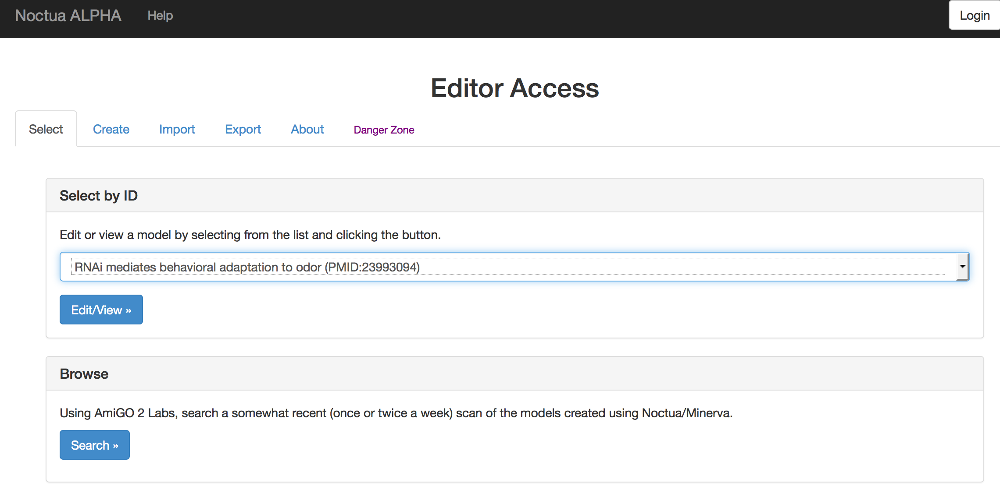 Noctua ALPHA Help Login
Editor Access
Select Create Import Export About Danger Zone
Select by ID
Edit or view a model by selecting from the list and clicking the button.
RNAi mediates behavioral adaptation to odor (PMID:23993094)
Edit/View »
Browse
Using AmiGO 2 Labs, search a somewhat recent (once or twice a week) scan of the models created using Noctua/Minerva.
Search »